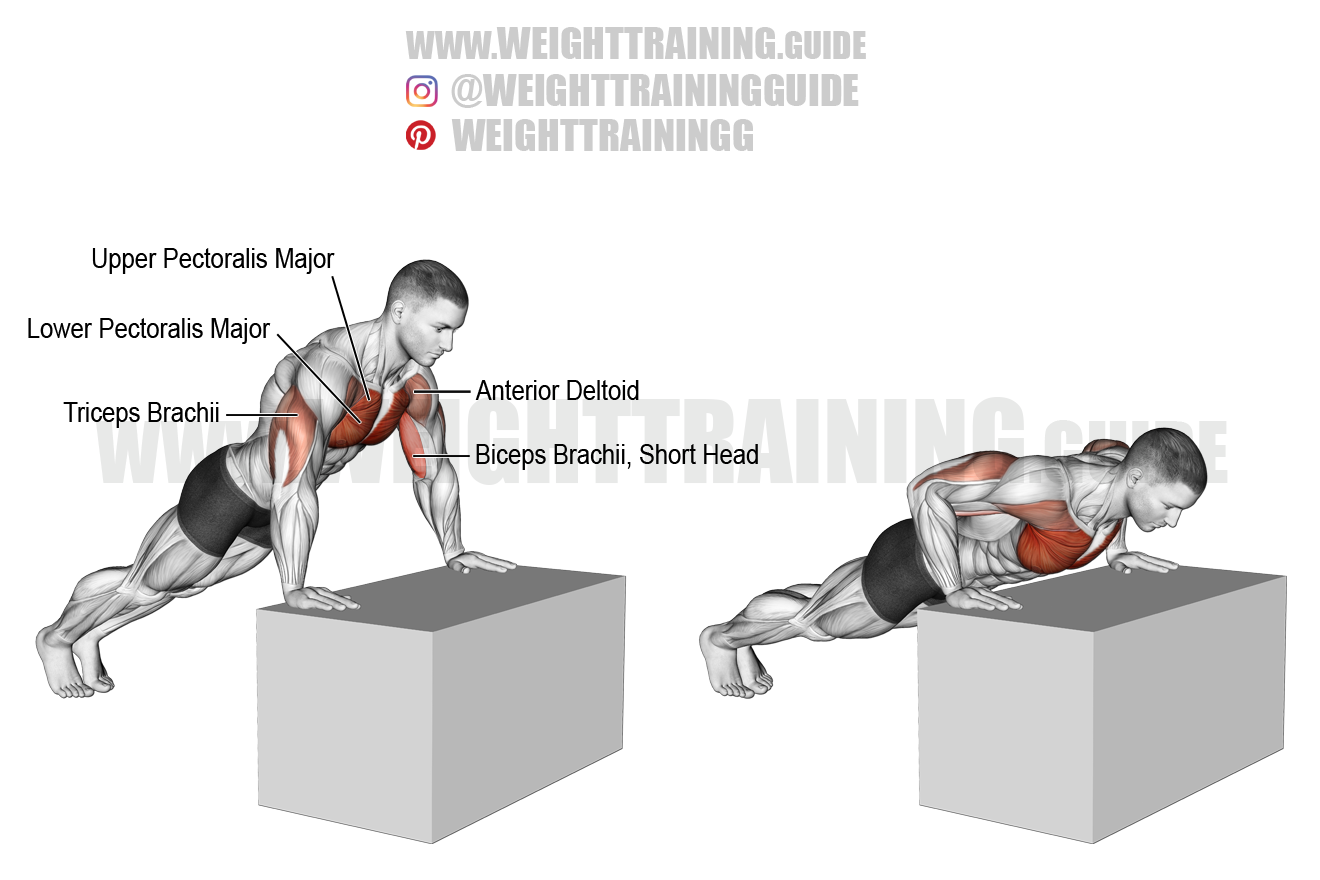 WWW.WEIGHTTRAINING.GUIDE
@WEIGHTTRAININGGUIDE
WEIGHTTRAININGG
Upper Pectoralis Major
Lower Pectoralis Major
Anterior Deltoid
Triceps Brachii
Biceps Brachii, Short Head
WWW.WEIGHTTRAINING.GUIDE